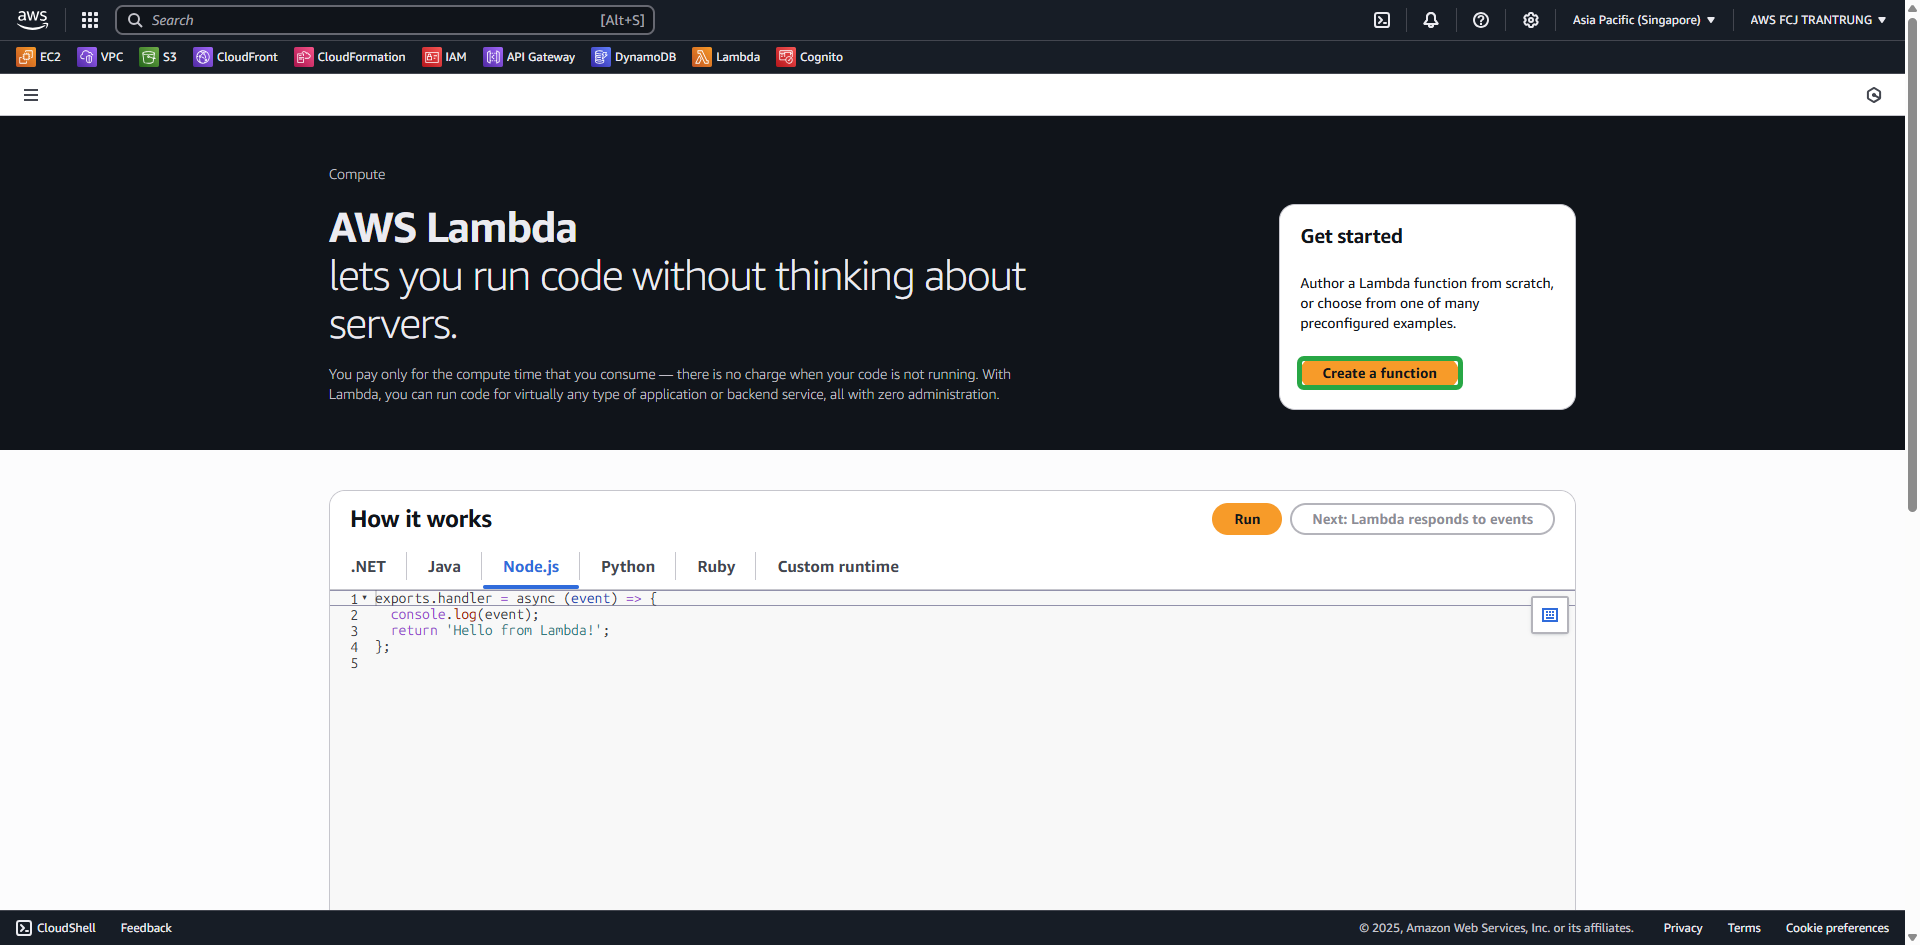 aws
Search
[Alt+S]
Asia Pacific (Singapore)
AWS FCJ TRANTRUNG
EC2
VPC
S3
CloudFront
CloudFormation
IAM
API Gateway
DynamoDB
Lambda
Cognito
Compute
AWS Lambda
lets you run code without thinking about
servers.
You pay only for the compute time that you consume — there is no charge when your code is not running. With
Lambda, you can run code for virtually any type of application or backend service, all with zero administration.
Get started
Author a Lambda function from scratch,
or choose from one of many
preconfigured examples.
Create a function
How it works
Run
Next: Lambda responds to events
.NET
Java
Node.js
Python
Ruby
Custom runtime
1 exports.handler = async (event) => {
2   console.log(event);
3   return 'Hello from Lambda!';
4 };
5
CloudShell
Feedback
© 2025, Amazon Web Services, Inc. or its affiliates.
Privacy
Terms
Cookie preferences